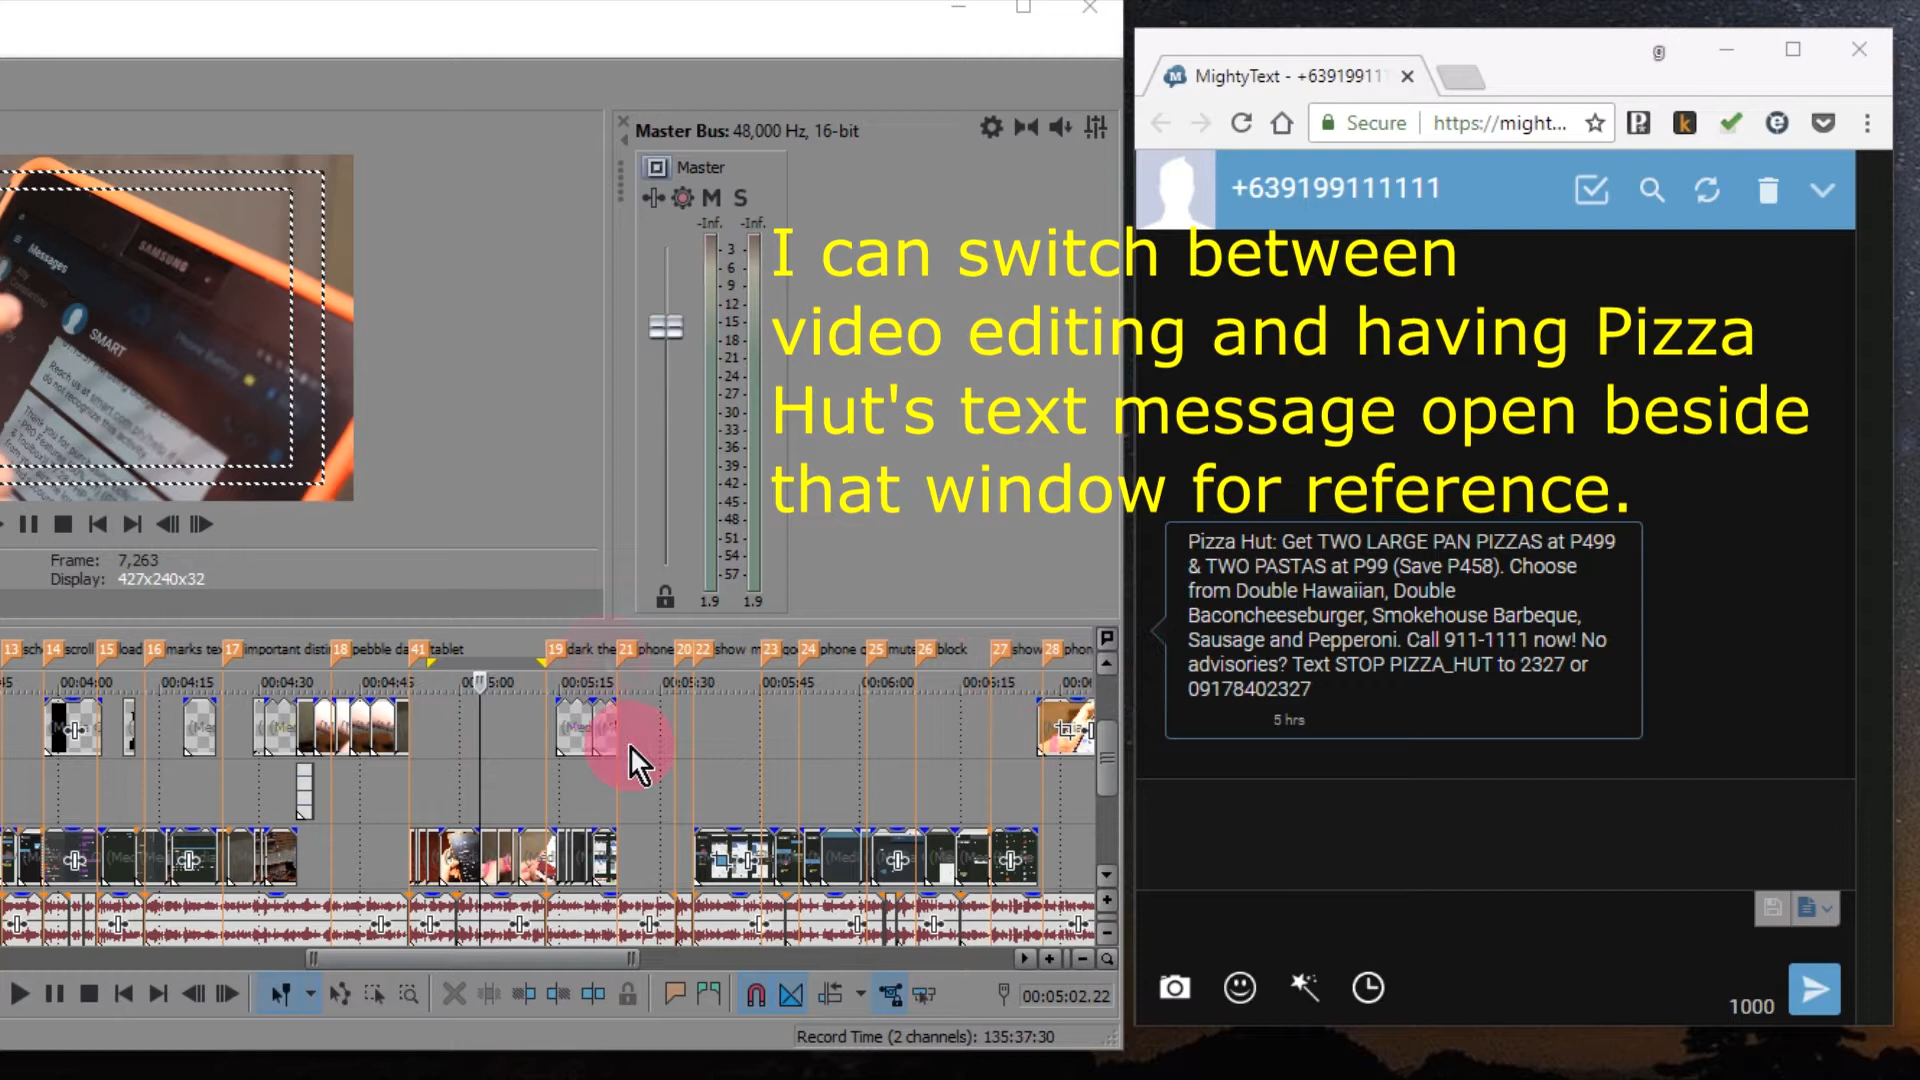 MightyText - +63919911
Secure
https://might...
Master Bus: 48,000 Hz, 16-bit
Master
M S
-Inf. -Inf.
3
6
9
12
15
18
21
24
27
30
33
36
39
42
45
48
51
54
57
1.9 1.9
SAMSUNG
Messages
SMART
+639199111111
I can switch between
video editing and having Pizza
Hut's text message open beside
that window for reference.
Pizza Hut: Get TWO LARGE PAN PIZZAS at P499
& TWO PASTAS at P99 (Save P458). Choose
from Double Hawaiian, Double
Baconcheeseburger, Smokehouse Barbeque,
Sausage and Pepperoni. Call 911-1111 now! No
advisories? Text STOP PIZZA_HUT to 2327 or
09178402327
5 hrs
Frame: 7,263
Display: 427x240x32
13 sch 14 scroll 15 load 16 marks tex 17 important disti 18 pebble da 41 tablet 19 dark the 21 phone 20 22 show m 23 goo 24 phone c 25 mute 26 block 27 show 28 phon
:45 00:04:00 00:04:15 00:04:30 00:04:45 00:05:00 00:05:15 00:05:30 00:05:45 00:06:00 00:06:15 00:06
00:05:02.22
Record Time (2 channels): 135:37:30
1000